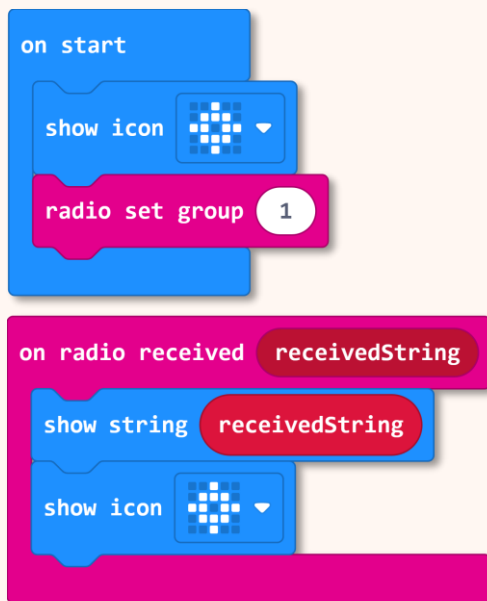 on start
show icon
radio set group 1
on radio received receivedString
show string receivedString
show icon